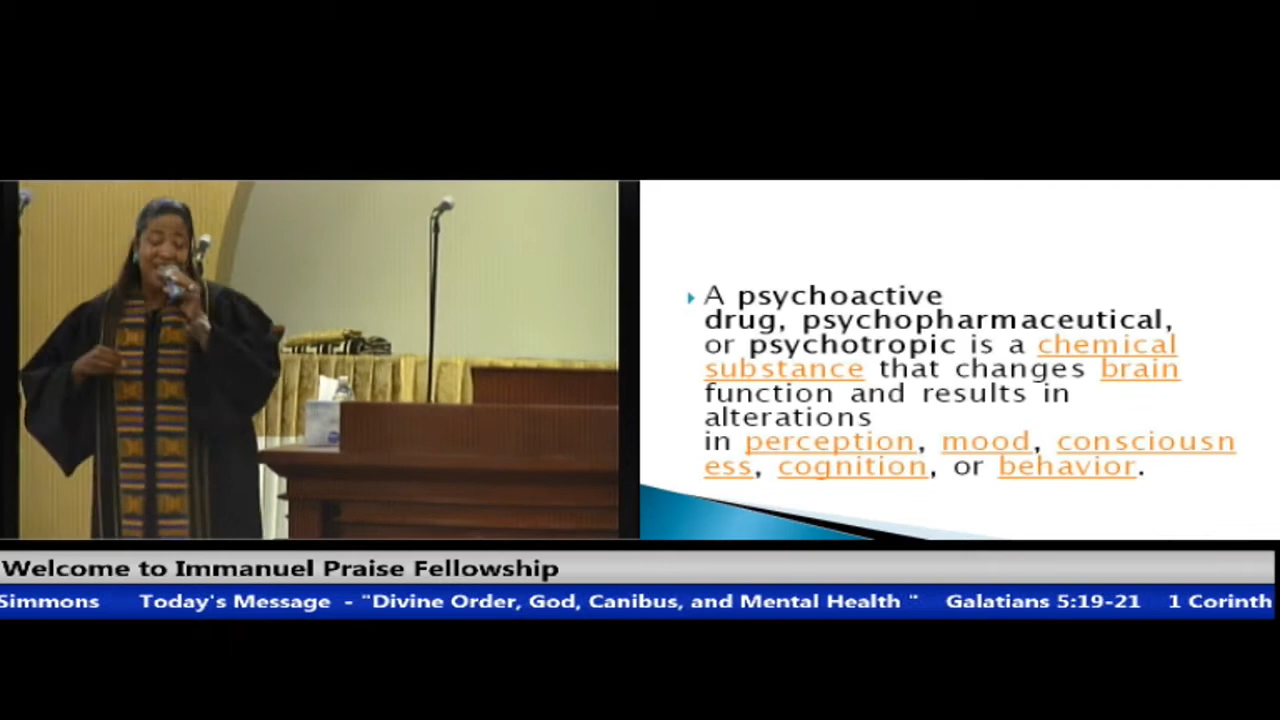 A psychoactive
drug, psychopharmaceutical,
or psychotropic is a chemical
substance that changes brain
function and results in
alterations
in perception, mood, consciousn
ess, cognition, or behavior.
Welcome to Immanuel Praise Fellowship
Simmons Today's Message - "Divine Order, God, Canibus, and Mental Health " Galatians 5:19-21 1 Corinth